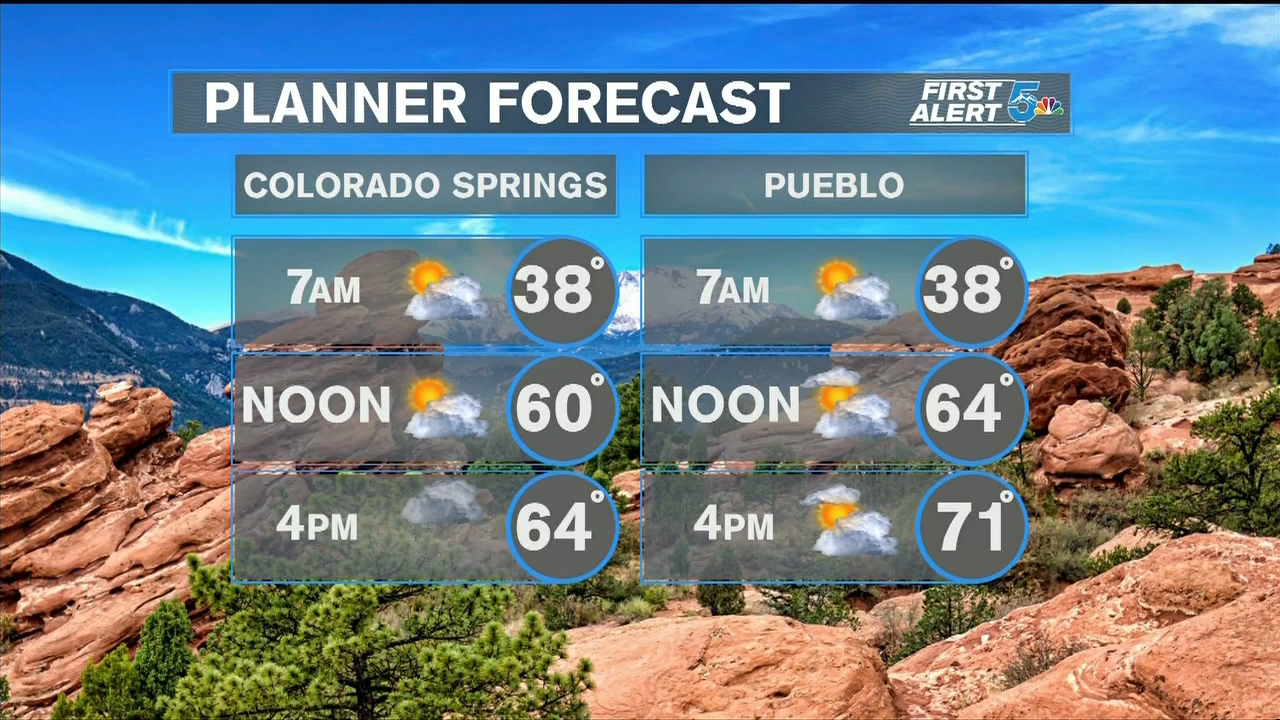 PLANNER FORECAST
FIRST
ALERT 5
COLORADO SPRINGS
7AM 38°
NOON 60°
4PM 64°
PUEBLO
7AM 38°
NOON 64°
4PM 71°